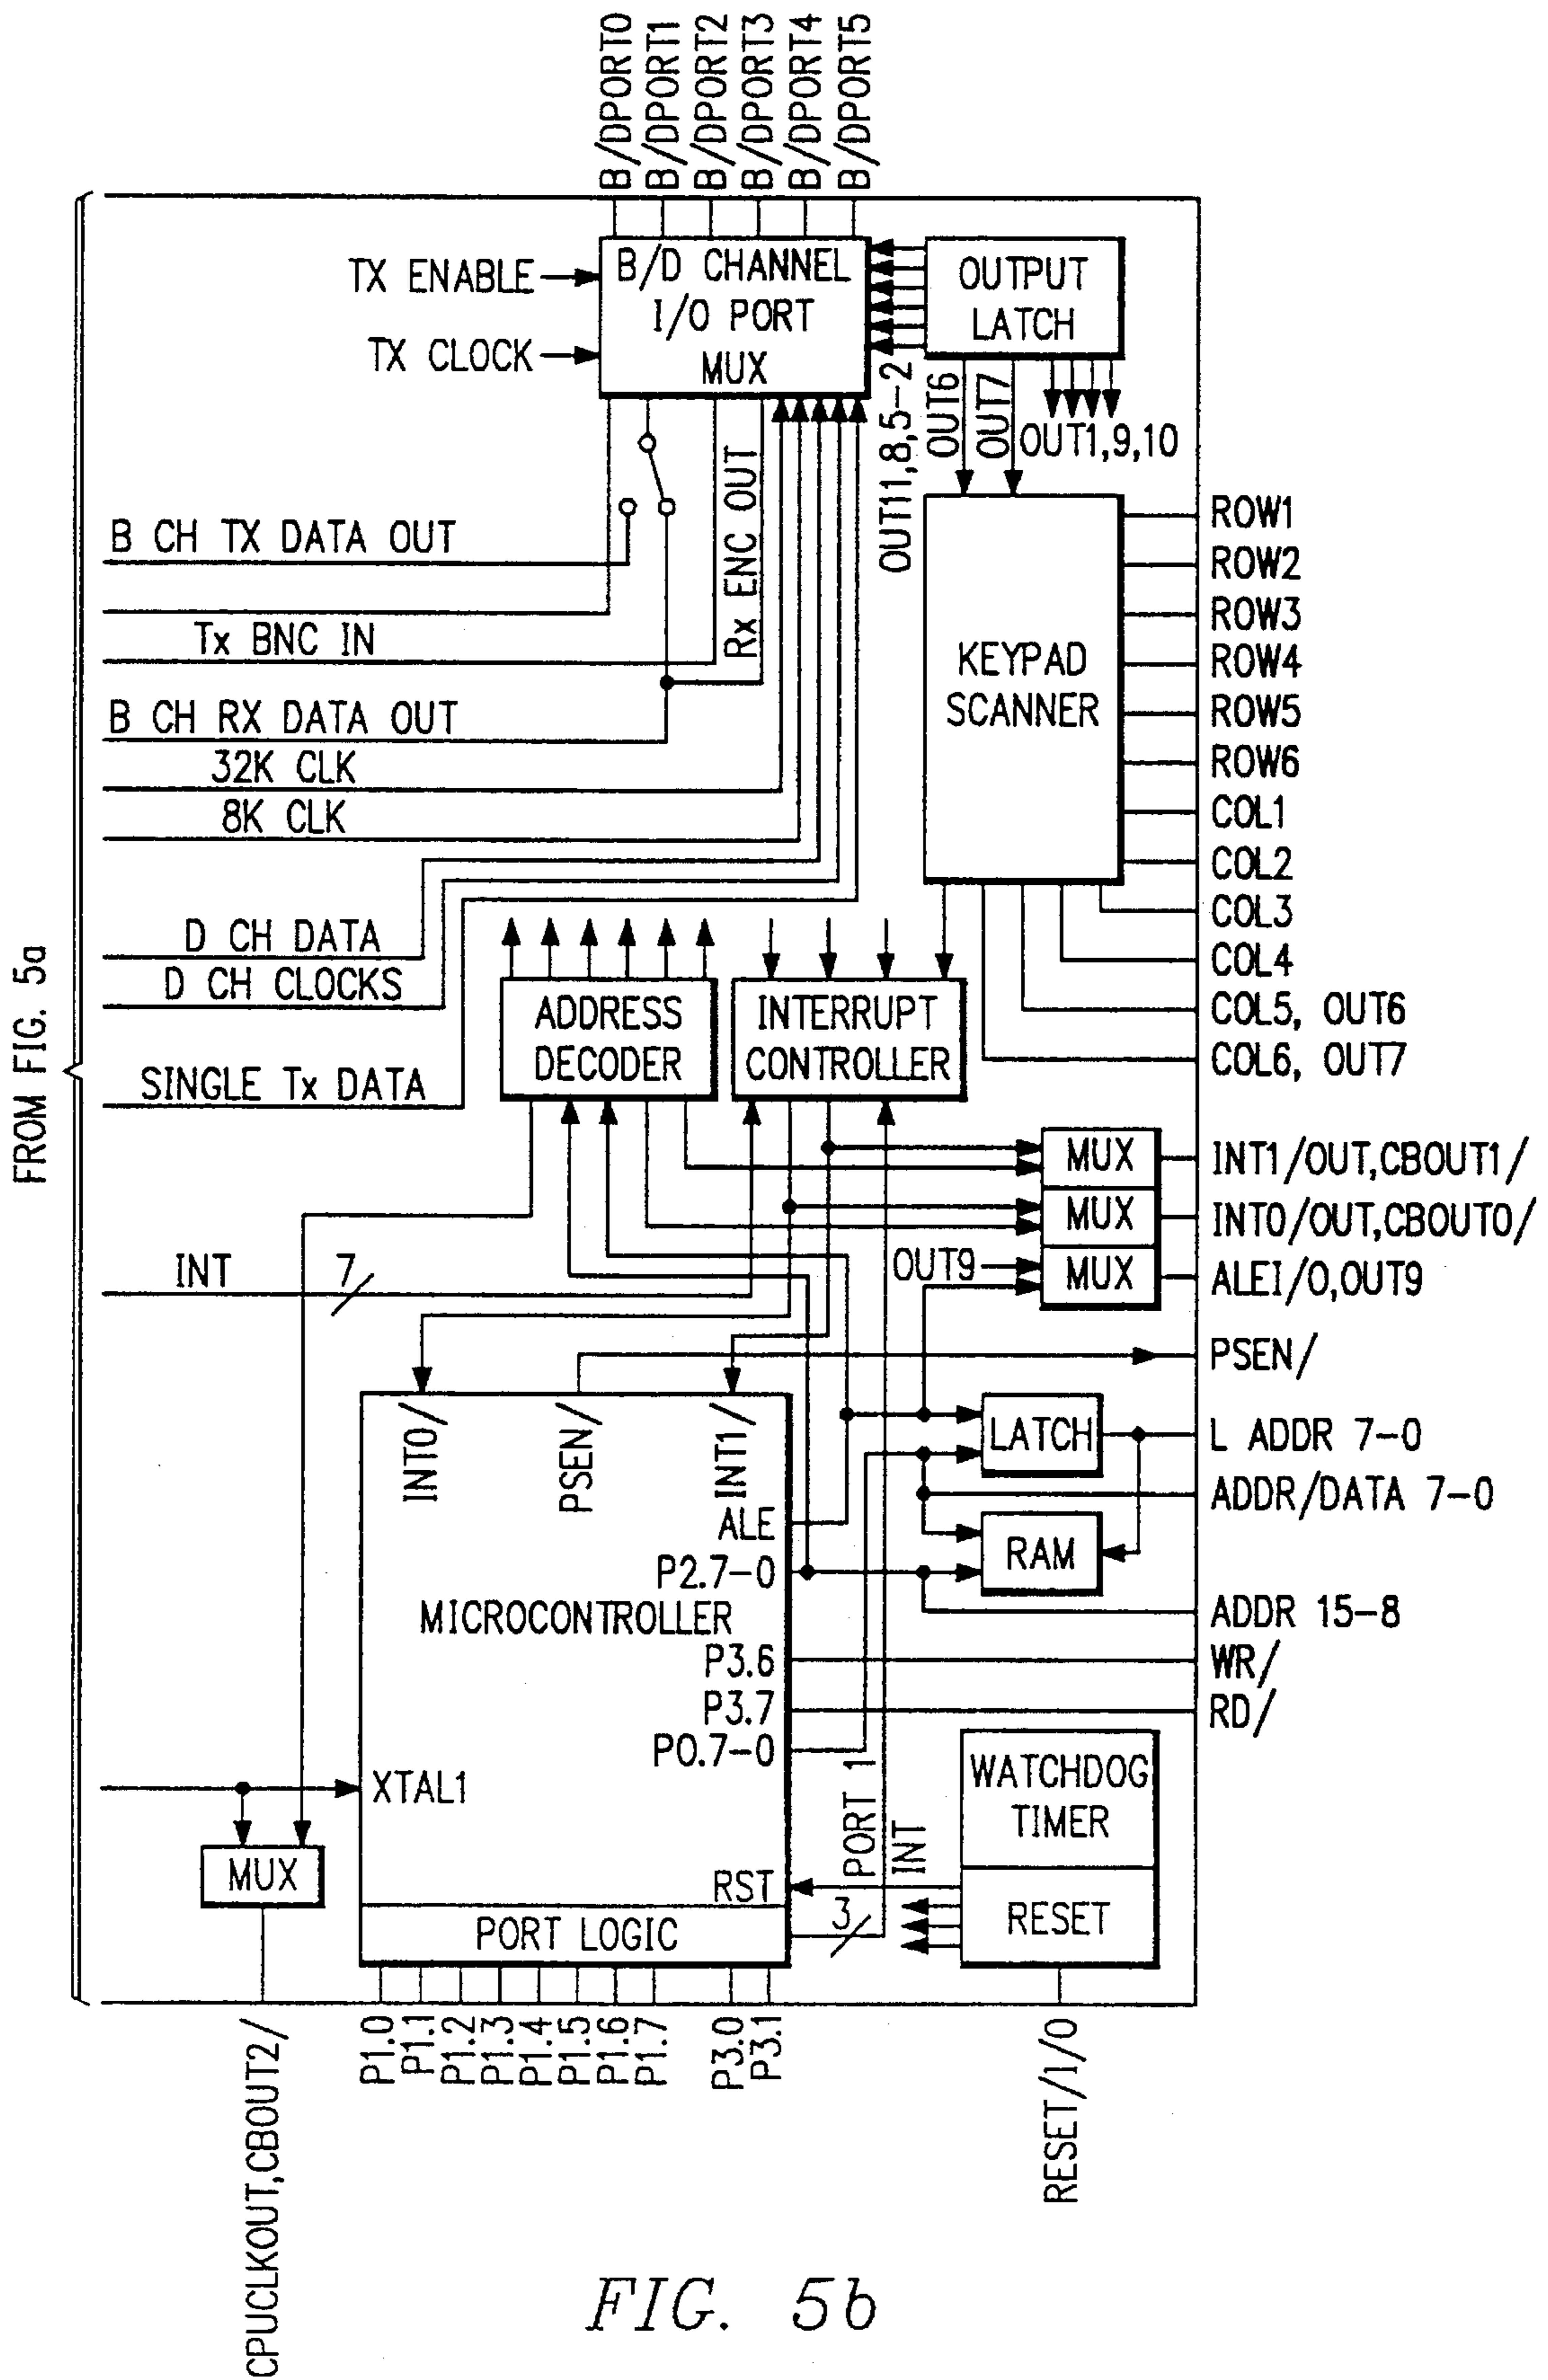 B/DPORT0
B/DPORT1
B/DPORT2
B/DPORT3
B/DPORT4
B/DPORT5
TX ENABLE
TX CLOCK
B/D CHANNEL
I/O PORT
MUX
OUTPUT
LATCH
OUT11,8,5-2
OUT6
OUT7
OUT1,9,10
B CH TX DATA OUT
Tx BNC IN
Rx ENC OUT
B CH RX DATA OUT
32K CLK
8K CLK
D CH DATA
D CH CLOCKS
SINGLE Tx DATA
FROM FIG. 5a
KEYPAD
SCANNER
ROW1
ROW2
ROW3
ROW4
ROW5
ROW6
COL1
COL2
COL3
COL4
COL5, OUT6
COL6, OUT7
ADDRESS
DECODER
INTERRUPT
CONTROLLER
MUX
INT1/OUT,CBOUT1/
MUX
INT0/OUT,CBOUT0/
OUT9
MUX
ALEI/O,OUT9
INT
7
PSEN/
INT0/
PSEN/
INT1/
LATCH
L ADDR 7-0
ADDR/DATA 7-0
ALE
RAM
P2.7-0
MICROCONTROLLER
ADDR 15-8
P3.6
WR/
P3.7
RD/
P0.7-0
XTAL1
PORT 1
INT
WATCHDOG
TIMER
MUX
RST
RESET
PORT LOGIC
3
CPUCLKOUT,CBOUT2/
P1.0
P1.1
P1.2
P1.3
P1.4
P1.5
P1.6
P1.7
P3.0
P3.1
RESET/1/0
FIG. 5b